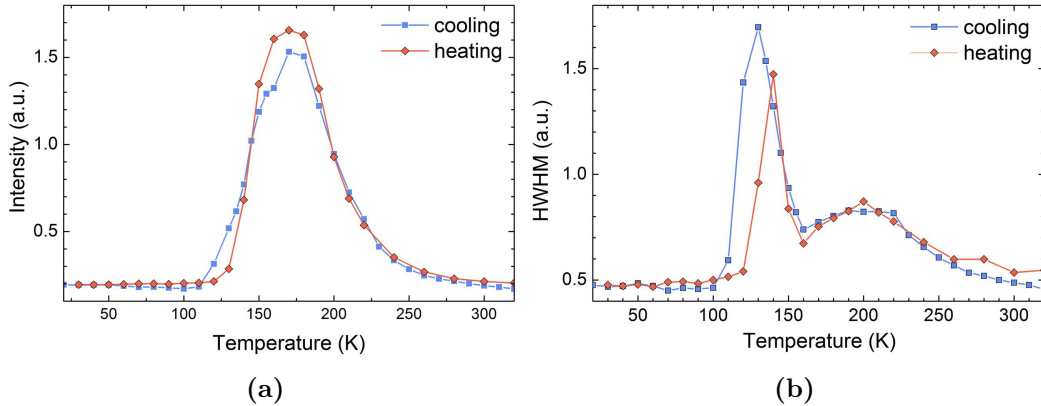 cooling
heating
1.5
1.0
0.5
Intensity (a.u.)
50 100 150 200 250 300
Temperature (K)
(a)
cooling
heating
1.5
1.0
0.5
HWHM (a.u.)
50 100 150 200 250 300
Temperature (K)
(b)